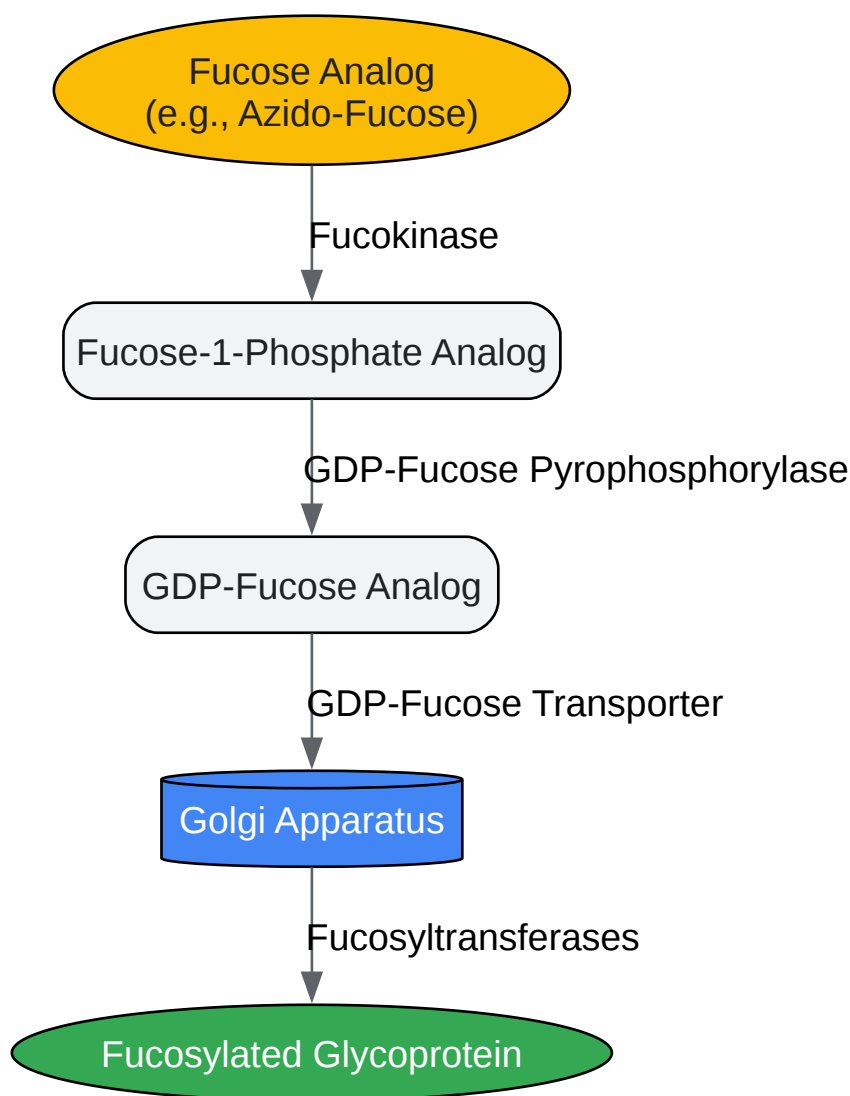 Fucose Analog
(e.g., Azido-Fucose)
Fucokinase
Fucose-1-Phosphate Analog
GDP-Fucose Pyrophosphorylase
GDP-Fucose Analog
GDP-Fucose Transporter
Golgi Apparatus
Fucosyltransferases
Fucosylated Glycoprotein